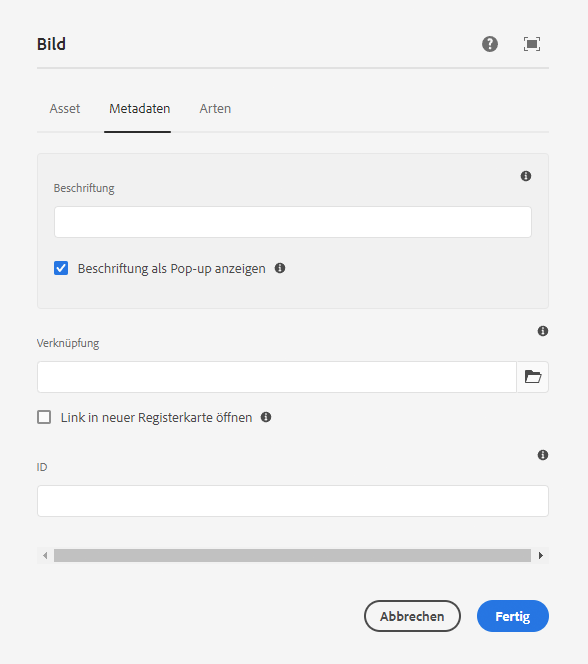 Bild
Asset Metadaten Arten
Beschriftung
Beschriftung als Pop-up anzeigen
Verknüpfung
Link in neuer Registerkarte öffnen
ID
Abbrechen Fertig